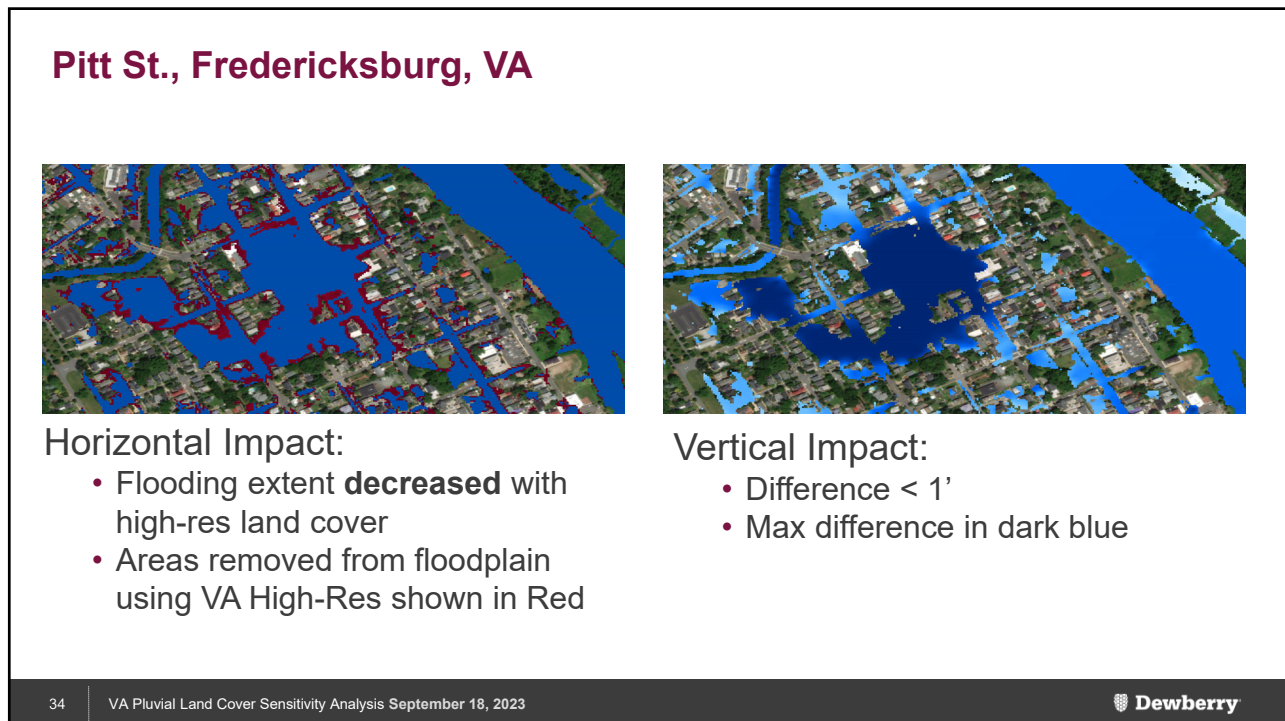 Pitt St., Fredericksburg, VA
Horizontal Impact:
• Flooding extent decreased with
high-res land cover
• Areas removed from floodplain
using VA High-Res shown in Red
Vertical Impact:
• Difference < 1’
• Max difference in dark blue
34 VA Pluvial Land Cover Sensitivity Analysis September 18, 2023
Dewberry